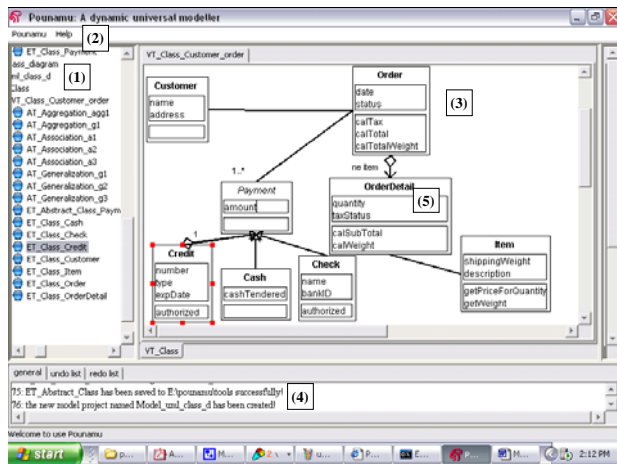 Pounamu: A dynamic universal modeller
Pounamu Help (2)
ET_Class_Payment
ass_diagram
ml_class_d (1)
Class
VT_Class_Customer_order
AT_Aggregation_agg1
AT_Aggregation_g1
AT_Association_a1
AT_Association_a2
AT_Association_a3
AT_Generalization_g1
AT_Generalization_g2
AT_Generalization_g3
ET_Abstract_Class_Paym
ET_Class_Cash
ET_Class_Check
ET_Class_Credit
ET_Class_Customer
ET_Class_Item
ET_Class_Order
ET_Class_OrderDetail
VT_Class_Customer_order
Customer
name
address
Order
date
status
calTax
calTotal
calTotalWeight
(3)
1..*
ne item
Payment
amount
OrderDetail
quantity
taxStatus
(5)
calSubTotal
calWeight
1
Credit
number
type
expDate
authorized
Cash
cashTendered
Check
name
bankID
authorized
Item
shippingWeight
description
getPriceForQuantity
getWeight
VT_Class
general undo list redo list
75: ET_Abstract_Class has been saved to E:\pounamu\tools successfully!
76: the new model project named Model_uml_class_d has been created!
(4)
Welcome to use Pounamu
start p... A... M... 2 u... P... E... P... M... 2:12 PM